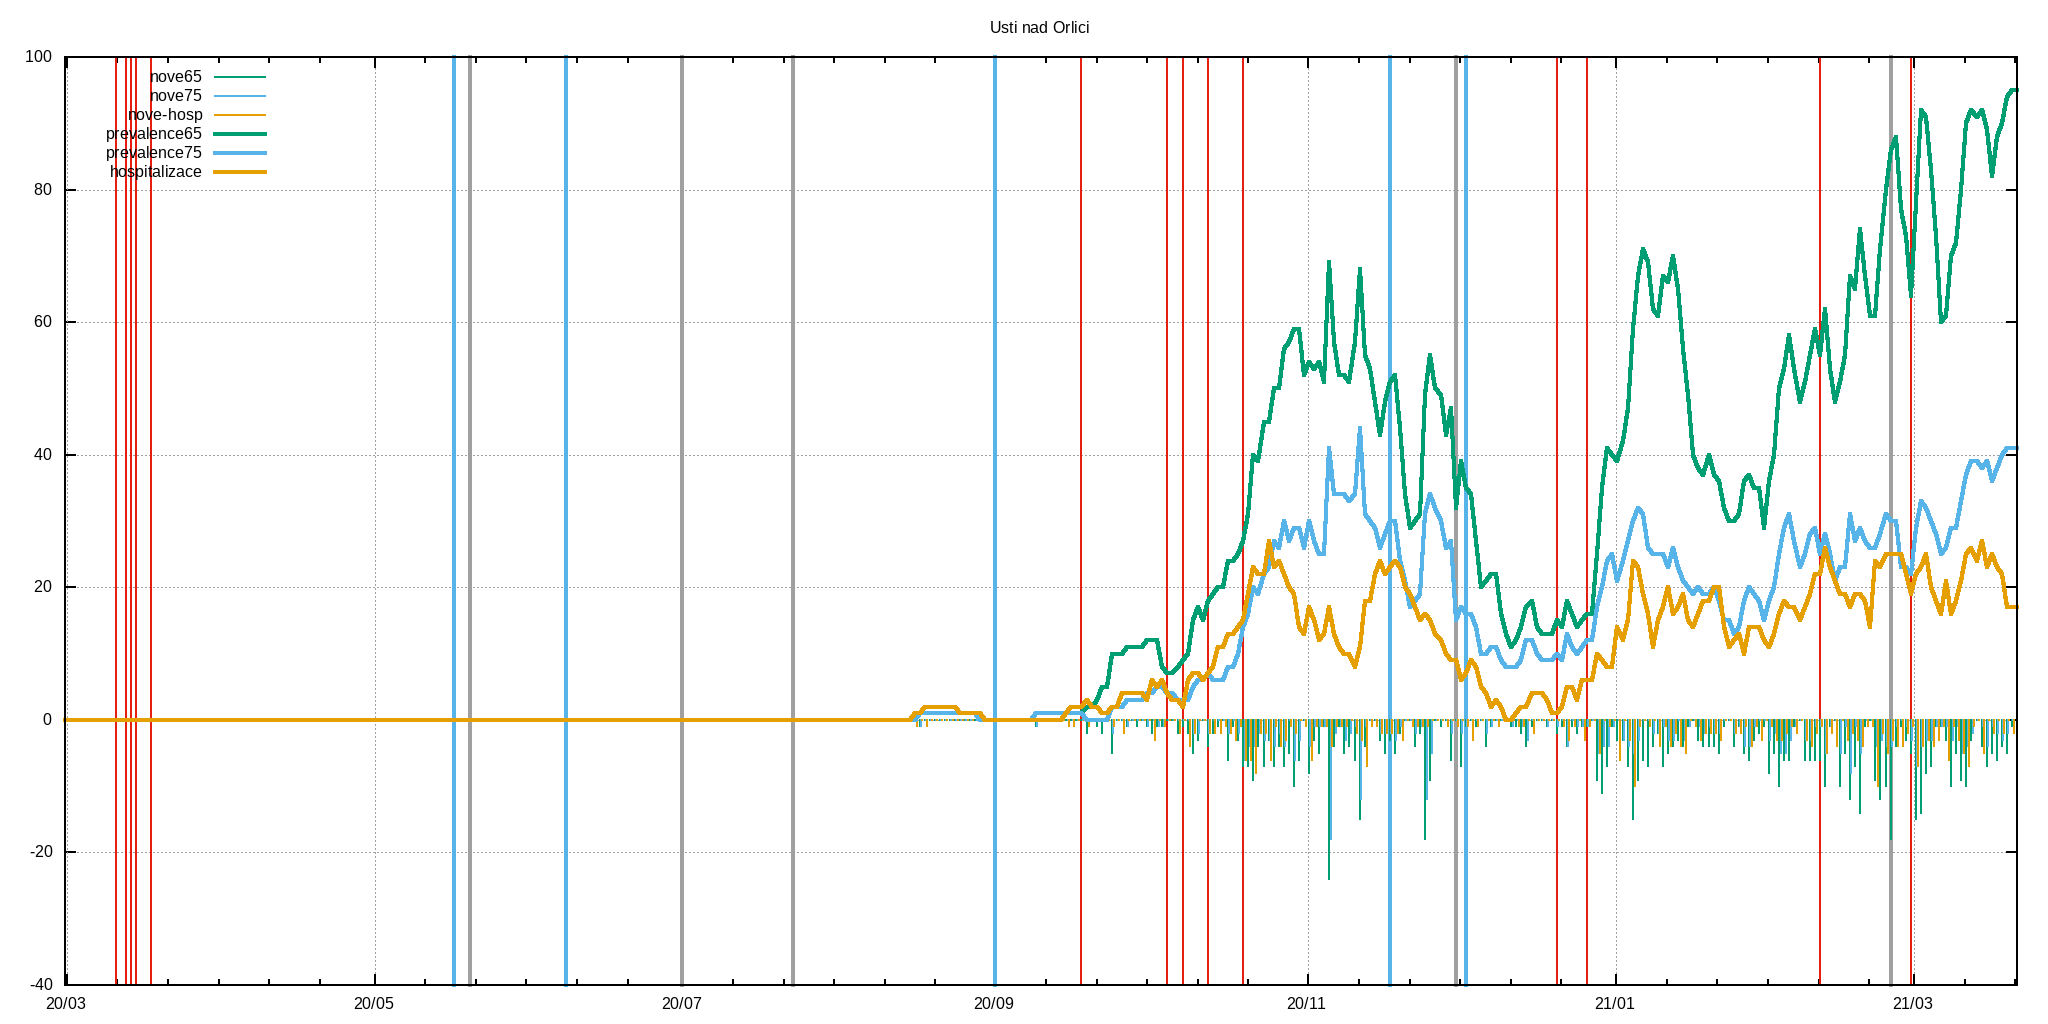 Usti nad Orlici
100
80
60
40
20
0
-20
-40
nove65
nove75
nove-hosp
prevalence65
prevalence75
hospitalizace
20/03
20/05
20/07
20/09
20/11
21/01
21/03